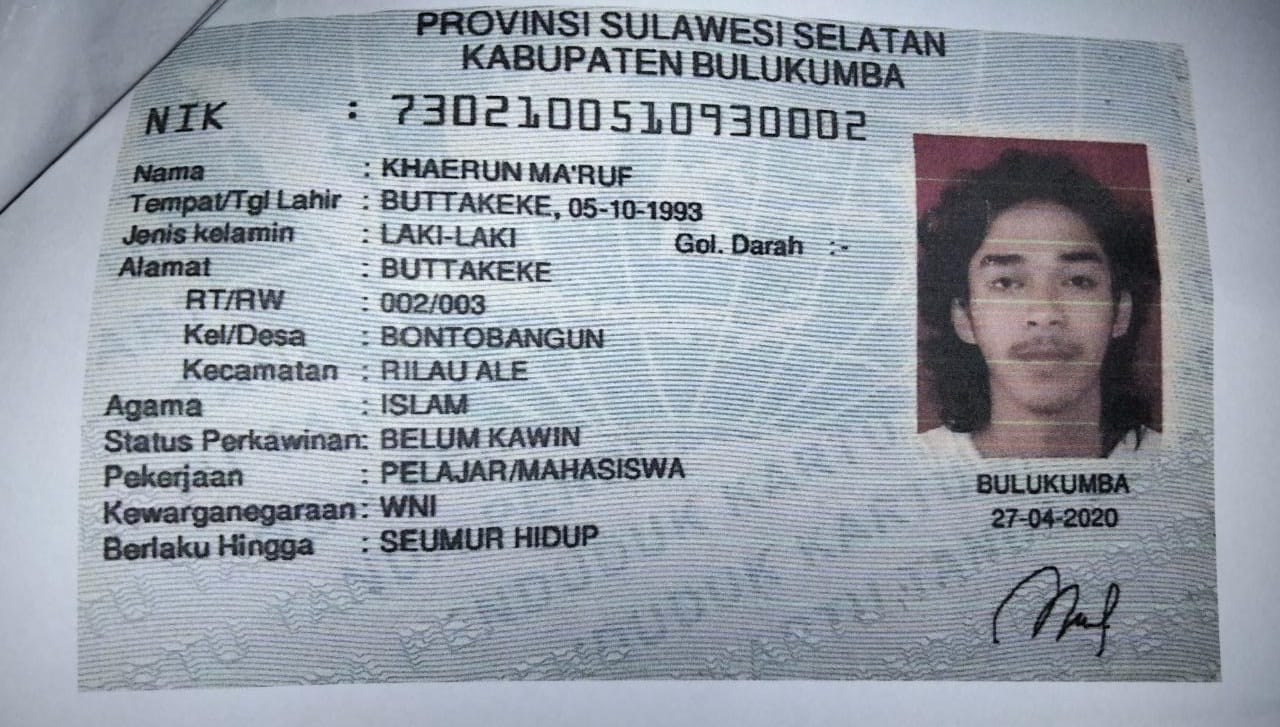 PROVINSI SULAWESI SELATAN
KABUPATEN BULUKUMBA
NIK : 7302100510930002
Nama : KHAERUN MA'RUF
Tempat/Tgl Lahir : BUTTAKEKE, 05-10-1993
Jenis kelamin : LAKI-LAKI Gol. Darah :-
Alamat : BUTTAKEKE
RT/RW : 002/003
Kel/Desa : BONTOBANGUN
Kecamatan : RILAU ALE
Agama : ISLAM
Status Perkawinan: BELUM KAWIN
Pekerjaan : PELAJAR/MAHASISWA
Kewarganegaraan : WNI
Berlaku Hingga : SEUMUR HIDUP
BULUKUMBA
27-04-2020